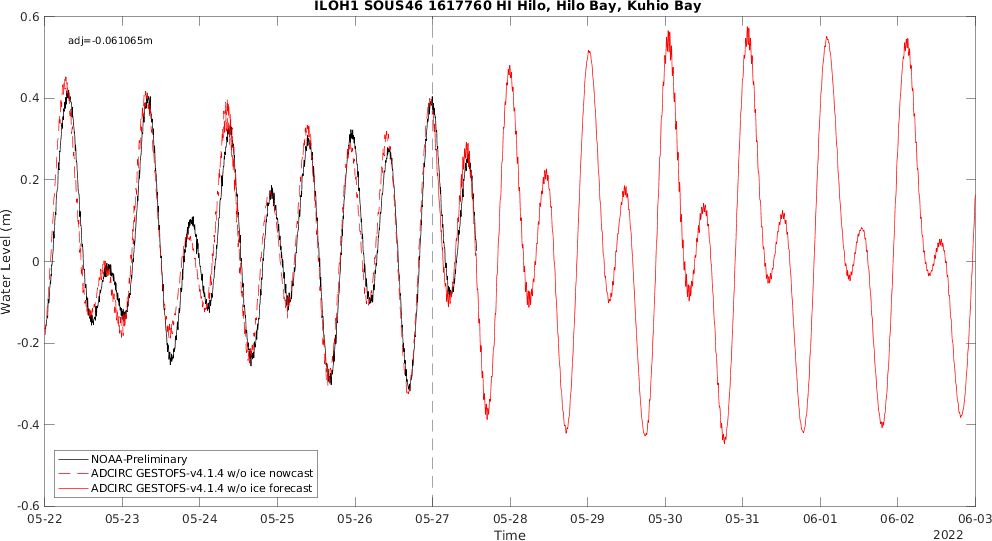 ILOH1 SOUS46 1617760 HI Hilo, Hilo Bay, Kuhio Bay
adj=-0.061065m
0.6
0.4
0.2
0
-0.2
-0.4
-0.6
Water Level (m)
NOAA-Preliminary
ADCIRC GESTOFS-v4.1.4 w/o ice nowcast
ADCIRC GESTOFS-v4.1.4 w/o ice forecast
05-22 05-23 05-24 05-25 05-26 05-27 05-28 05-29 05-30 05-31 06-01 06-02 06-03
Time
2022